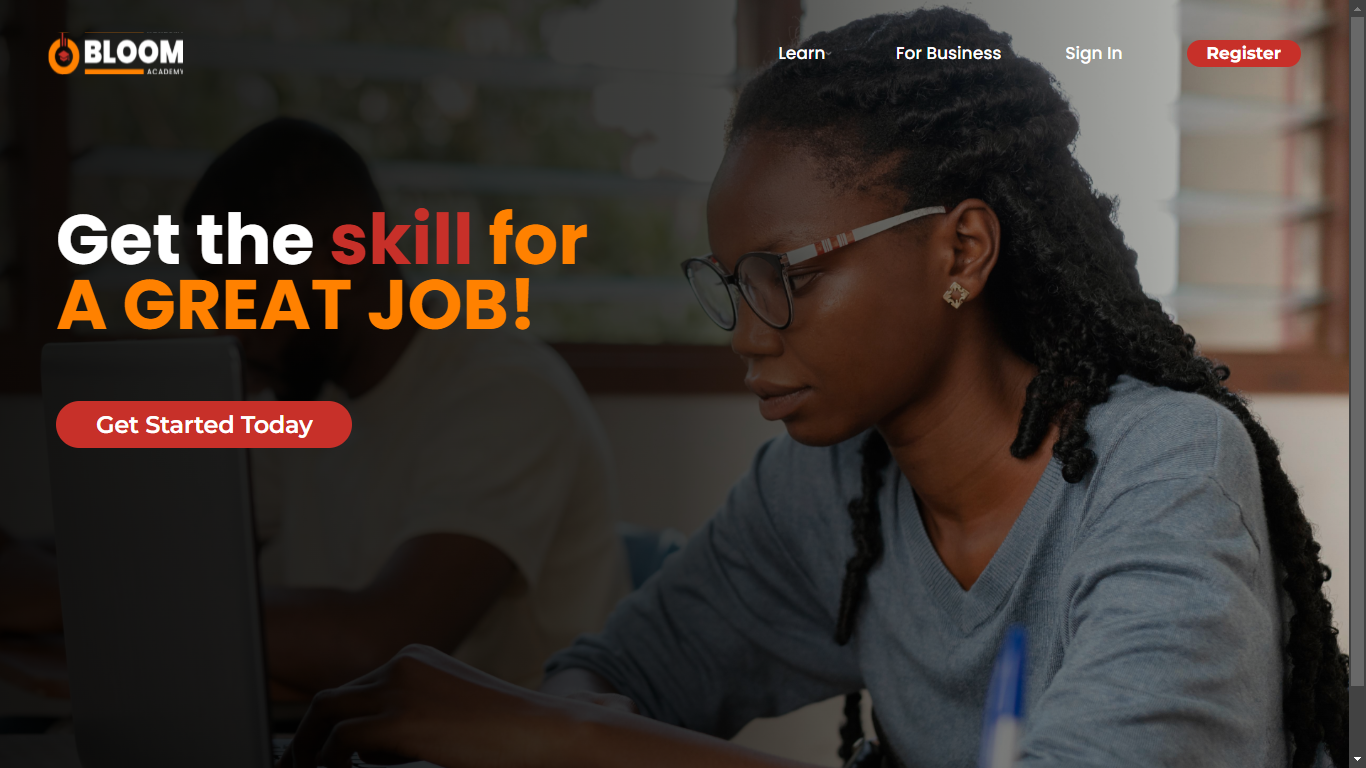 BLOOM
ACADEMY
Learn
For Business
Sign In
Register
Get the skill for
A GREAT JOB!
Get Started Today